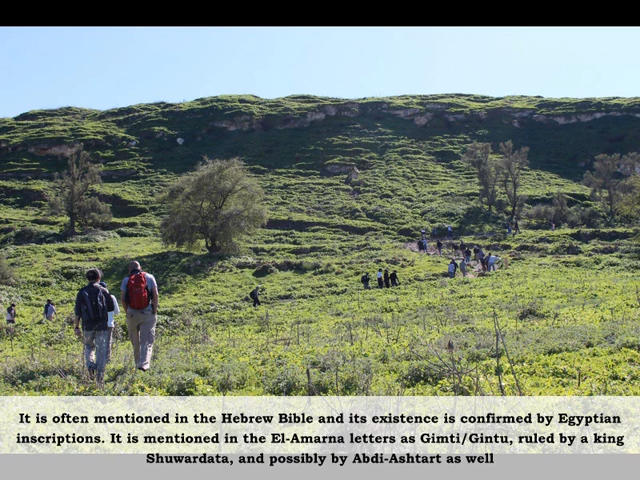 It is often mentioned in the Hebrew Bible and its existence is confirmed by Egyptian
inscriptions. It is mentioned in the El-Amarna letters as Gimti/Gintu, ruled by a king
Shuwardata, and possibly by Abdi-Ashtart as well